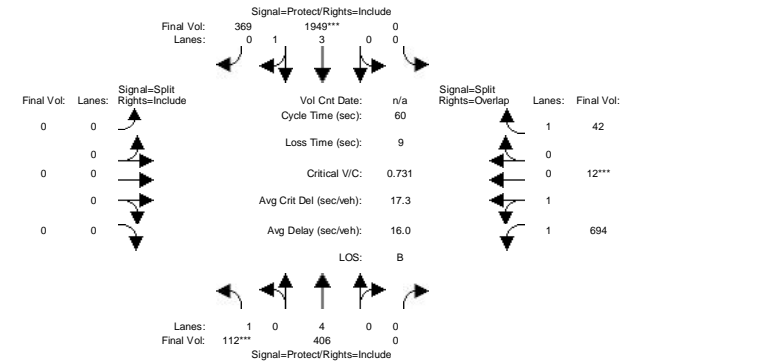 Signal=Protect/Rights=Include
Final Vol: 369 1949*** 0
Lanes: 0 1 3 0 0
Signal=Split Signal=Split
Final Vol: Lanes: Rights=Include Vol Cnt Date: n/a Rights=Overlap Lanes: Final Vol:
Cycle Time (sec): 60
0 0 1 42
Loss Time (sec): 9
0 0
0 0 Critical V/C: 0.731 0 12***
0 Avg Crit Del (sec/veh): 17.3 1
0 0 Avg Delay (sec/veh): 16.0 1 694
LOS: B
Lanes: 1 0 4 0 0
Final Vol: 112*** 406 0
Signal=Protect/Rights=Include